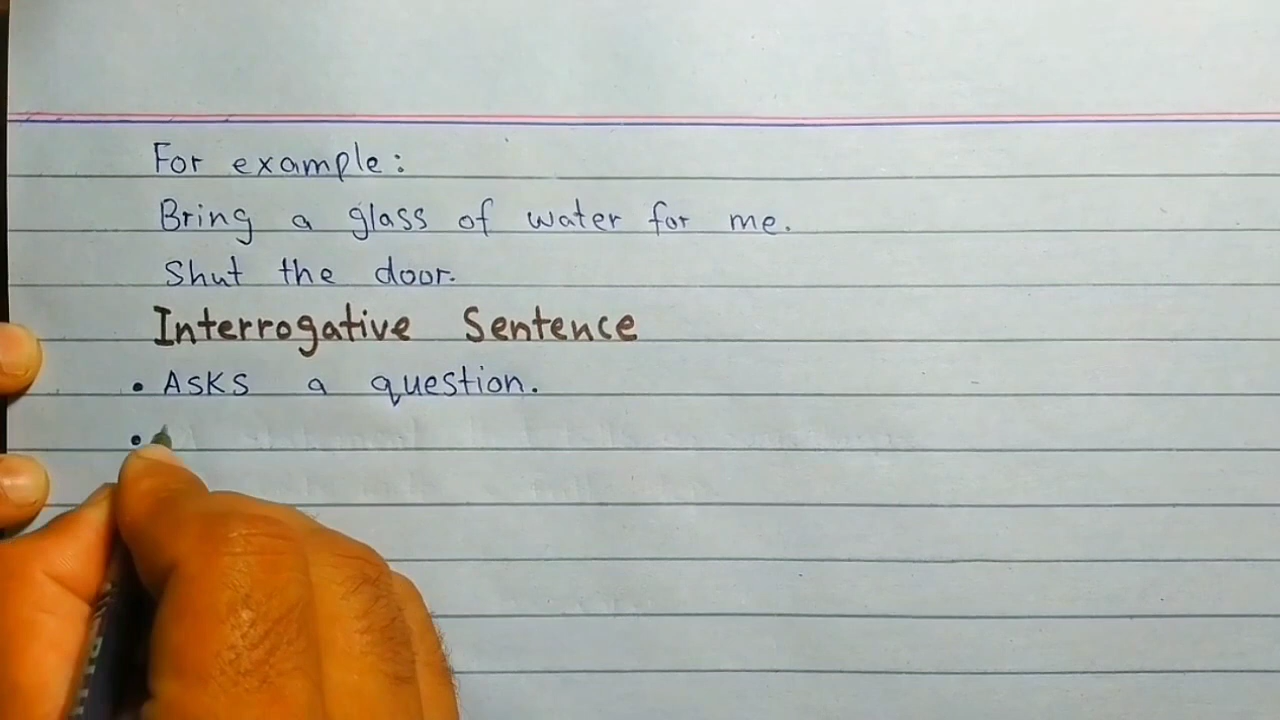 For example:
Bring a glass of water for me.
Shut the door.
Interrogative Sentence
• Asks a question.
•